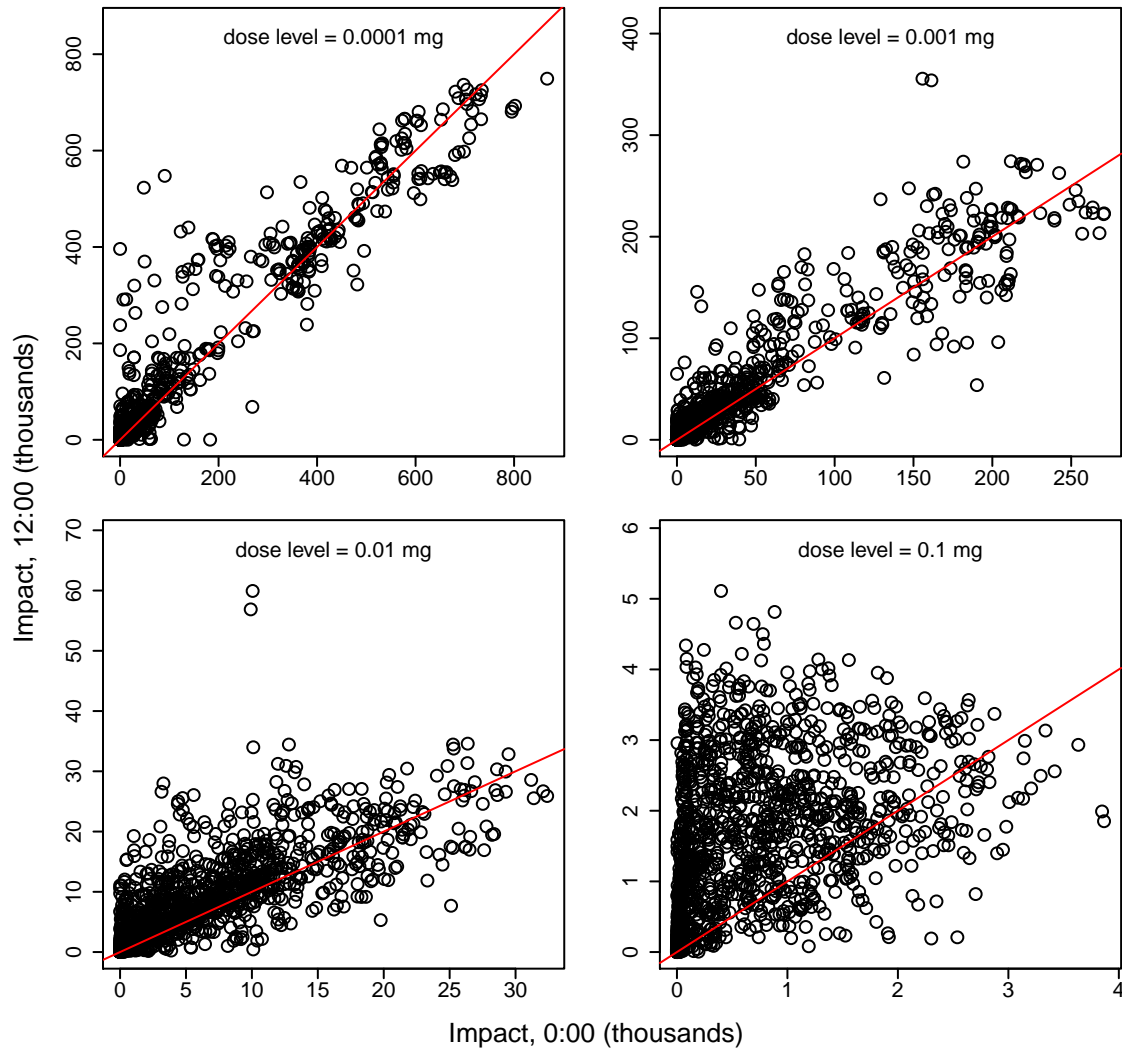 dose level = 0.0001 mg
800
600
400
200
0
0 200 400 600 800
dose level = 0.001 mg
400
300
200
100
0
0 50 100 150 200 250
Impact, 12:00 (thousands)
dose level = 0.01 mg
70
60
50
40
30
20
10
0
0 5 10 15 20 25 30
dose level = 0.1 mg
6
5
4
3
2
1
0
0 1 2 3 4
Impact, 0:00 (thousands)